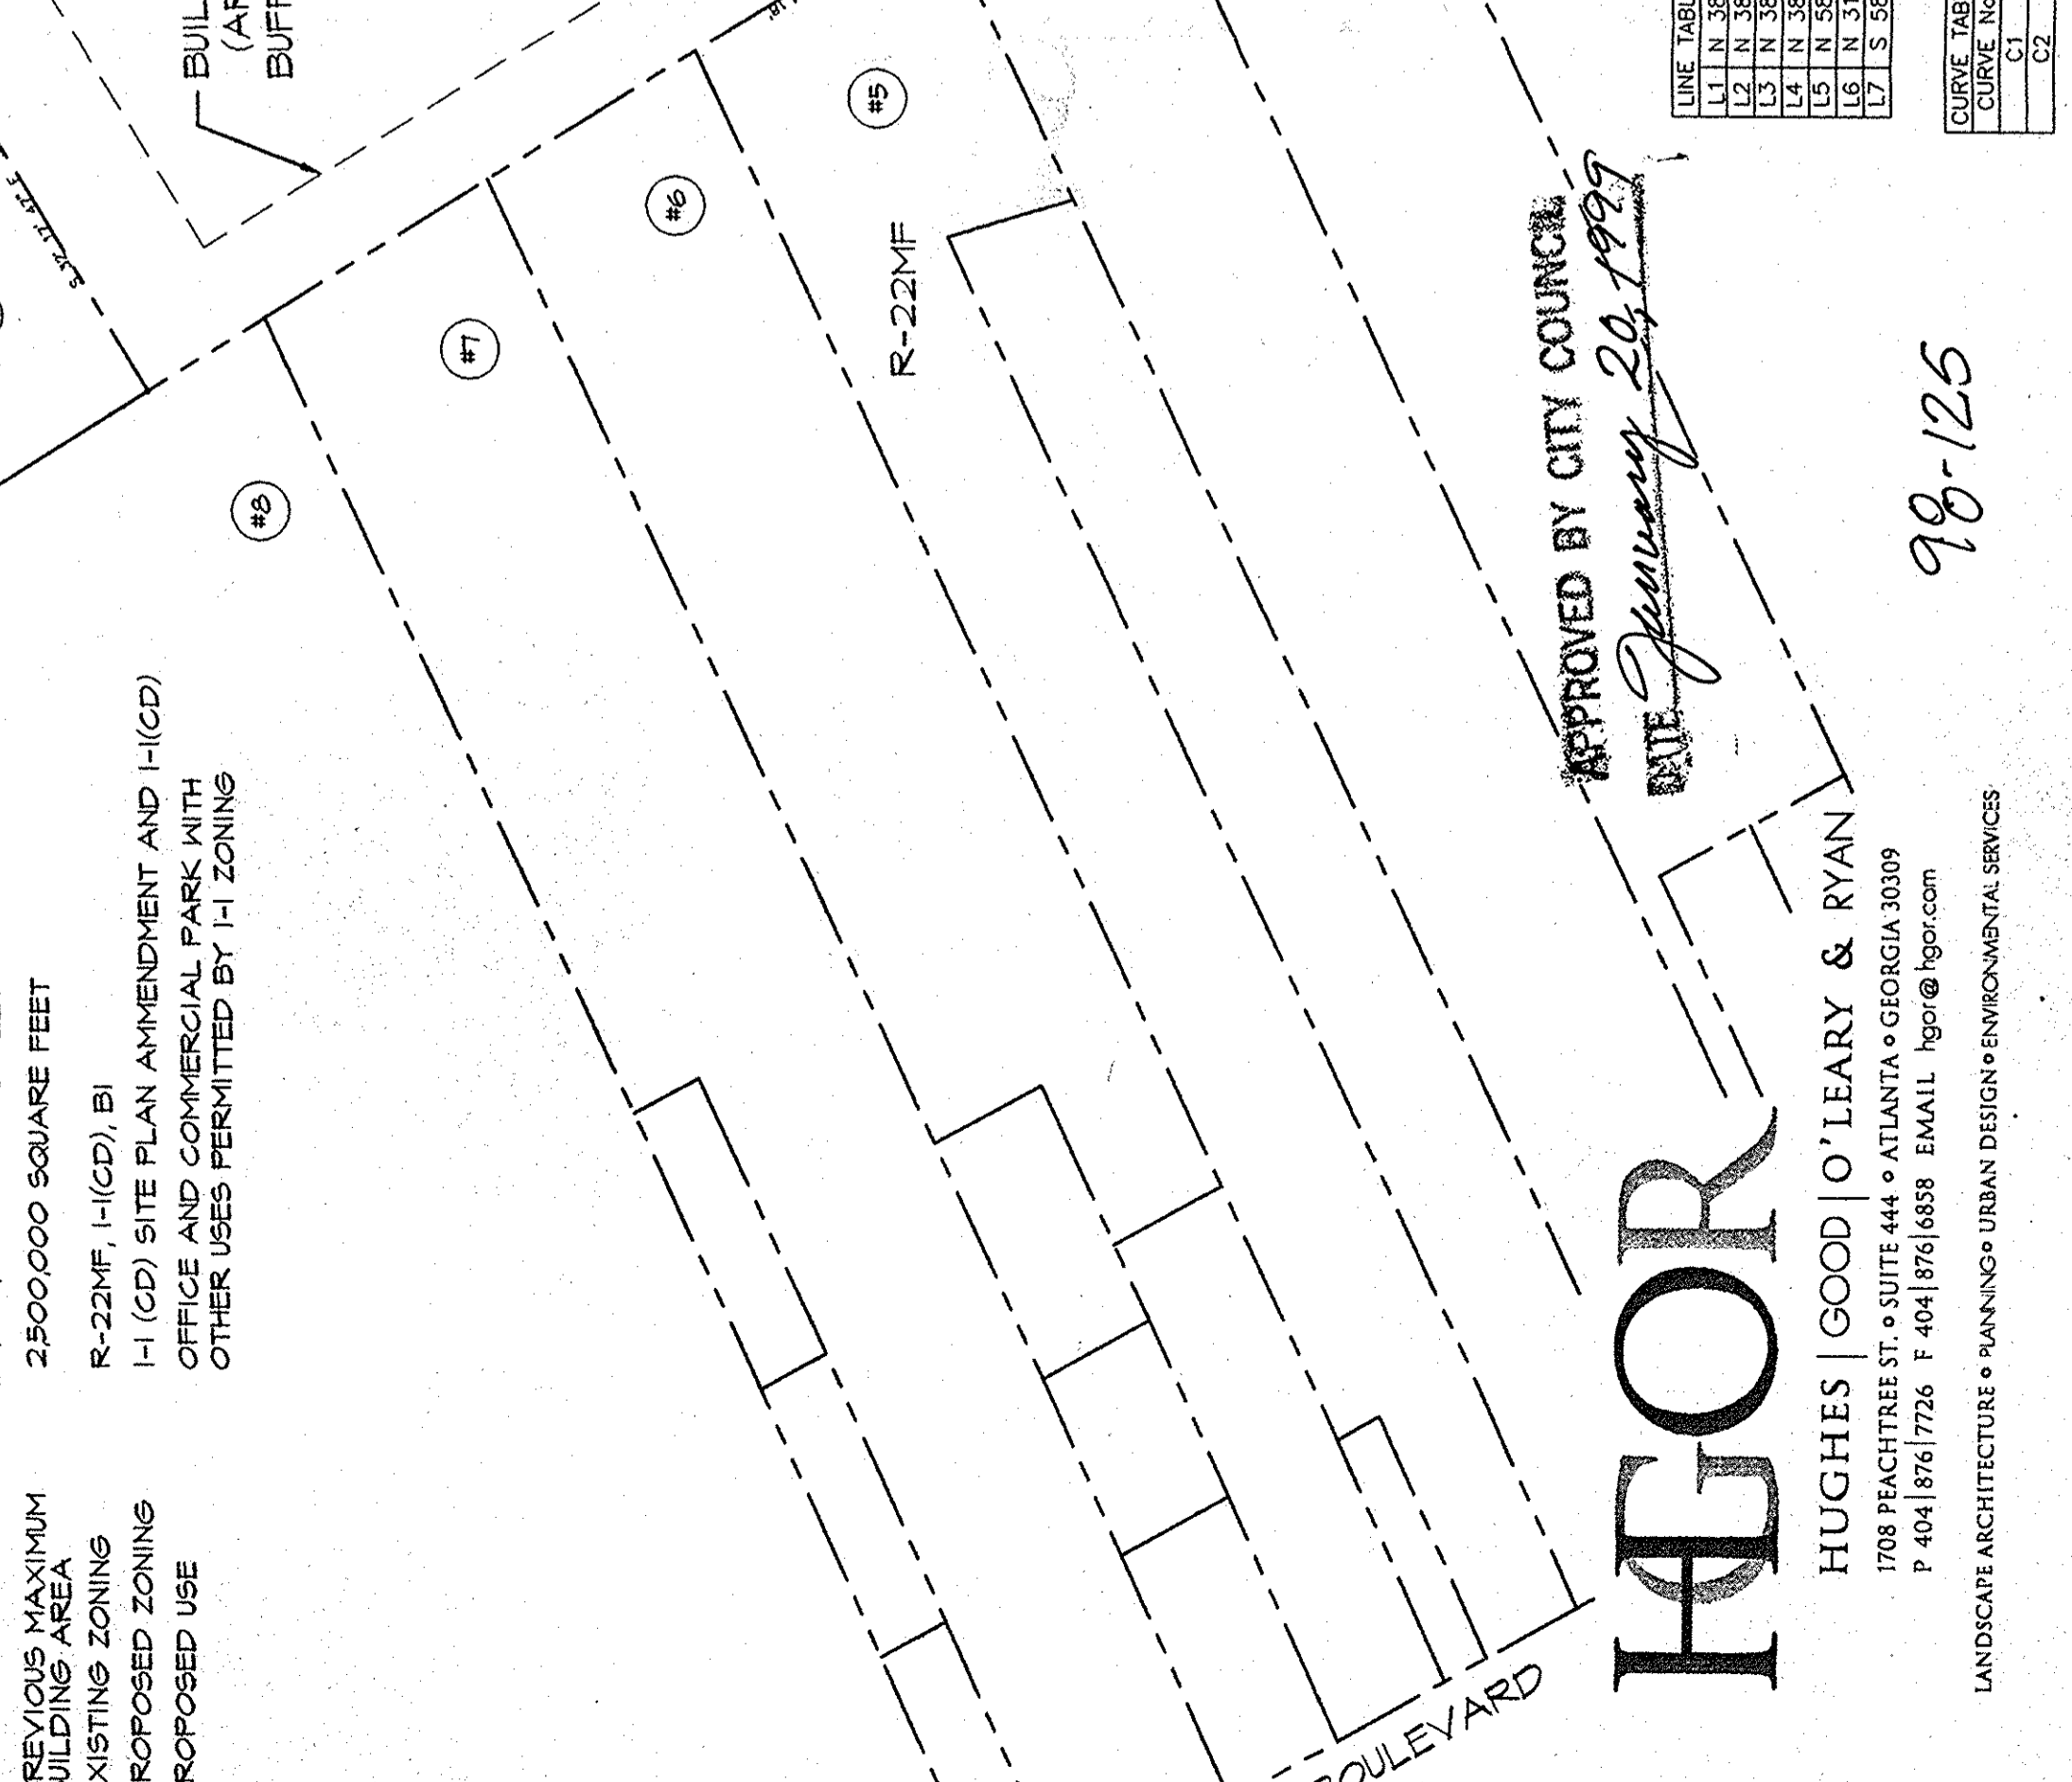 REVIOUS MAXIMUM
UILDING AREA
2,500,000 SQUARE FEET
XISTING ZONING
R-22MF, I-1(CD), B1
ROPOSED ZONING
I-1 (CD) SITE PLAN AMMENDMENT AND I-1(CD)
ROPOSED USE
OFFICE AND COMMERCIAL PARK WITH
OTHER USES PERMITTED BY I-1 ZONING
BUIL
(AF
BUFF
#8
#7
#6
#5
R-22MF
OULEVARD
APPROVED BY CITY COUNCIL
DATE January 20, 1999
98-125
HGOR
HUGHES | GOOD | O'LEARY & RYAN
1708 PEACHTREE ST. • SUITE 444 • ATLANTA • GEORGIA 30309
P 404|876|7726 F 404|876|6858 EMAIL hgor@hgor.com
LANDSCAPE ARCHITECTURE • PLANNING • URBAN DESIGN • ENVIRONMENTAL SERVICES
LINE TABL
L1 N 38
L2 N 38
L3 N 38
L4 N 38
L5 N 58
L6 N 31
L7 S 58
CURVE TAB
CURVE No
C1
C2